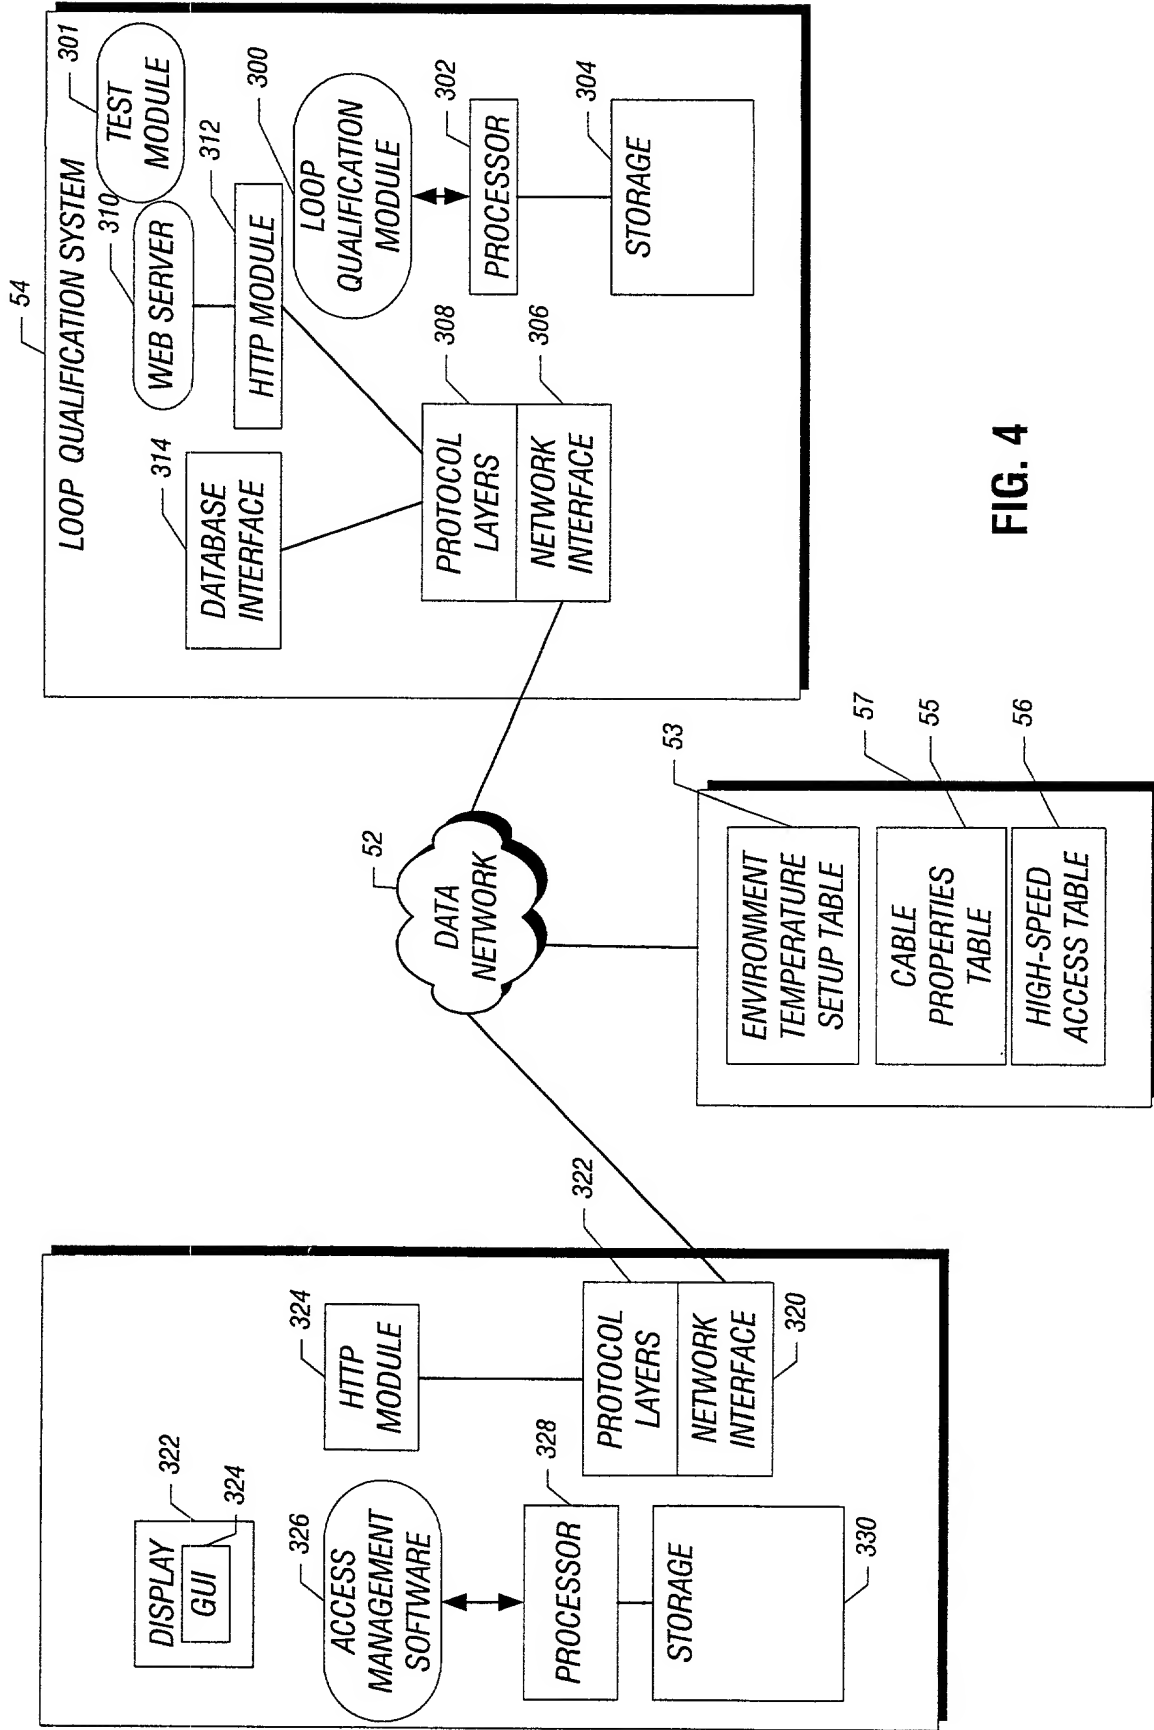 322
DISPLAY
324
GUI
326
ACCESS
MANAGEMENT
SOFTWARE
328
PROCESSOR
STORAGE
330
324
HTTP
MODULE
322
PROTOCOL
LAYERS
NETWORK
INTERFACE
320
52
DATA
NETWORK
53
ENVIRONMENT
TEMPERATURE
SETUP TABLE
57
CABLE
PROPERTIES
TABLE
55
HIGH-SPEED
ACCESS TABLE
56
54
LOOP QUALIFICATION SYSTEM
314
DATABASE
INTERFACE
310
WEB SERVER
301
TEST
MODULE
312
HTTP MODULE
300
LOOP
QUALIFICATION
MODULE
308
PROTOCOL
LAYERS
306
NETWORK
INTERFACE
302
PROCESSOR
304
STORAGE
FIG. 4